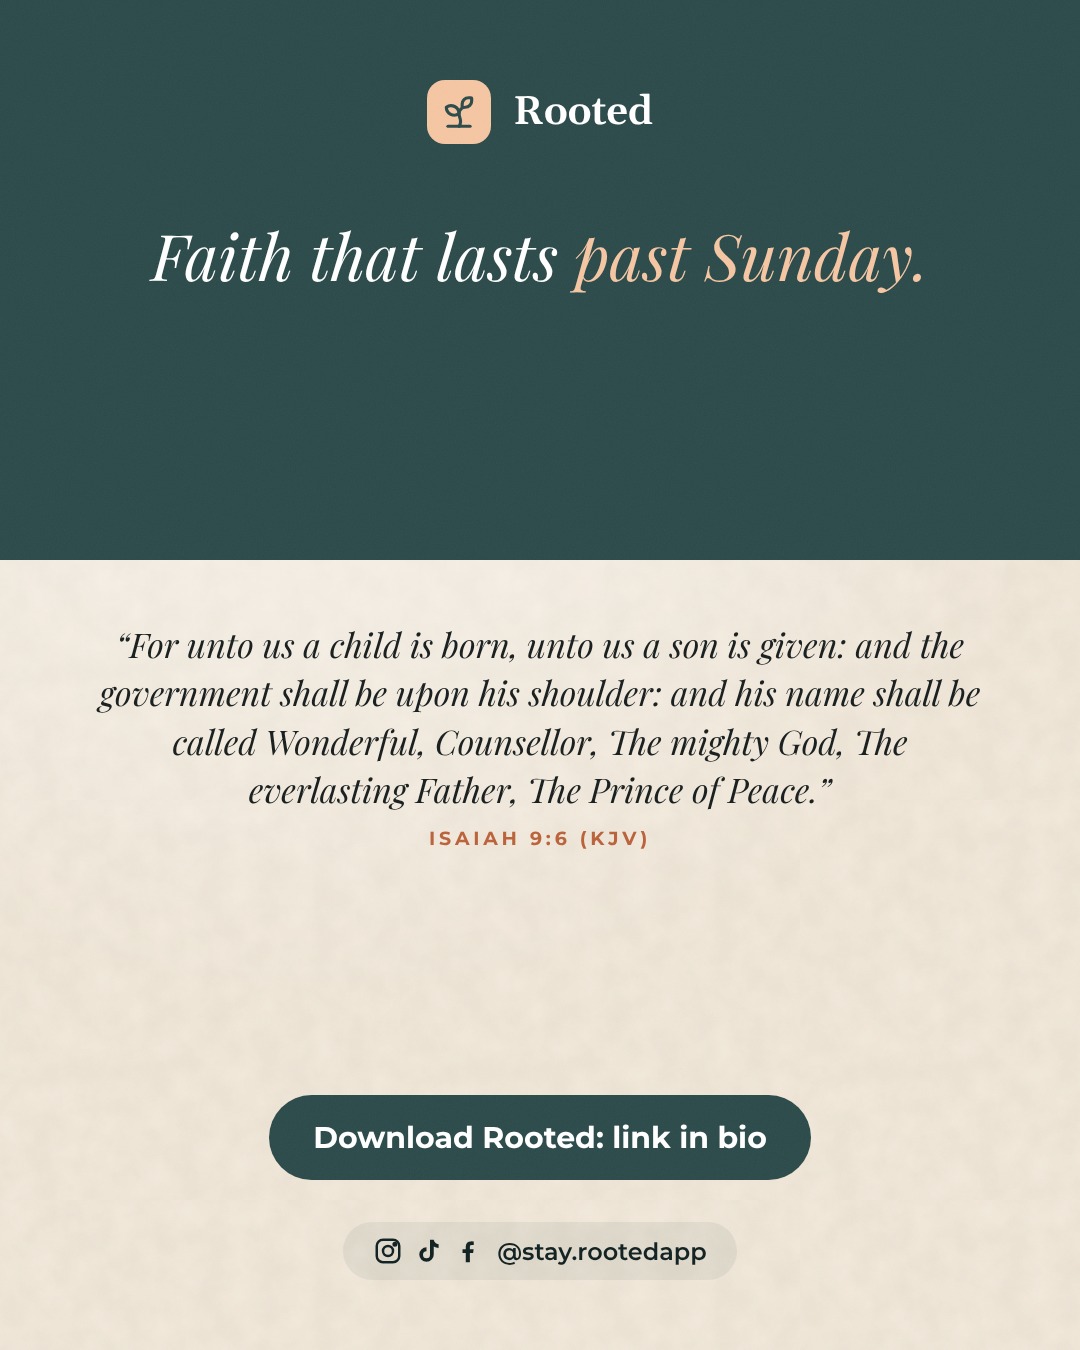 Rooted
Faith that lasts past Sunday.
“For unto us a child is born, unto us a son is given: and the
government shall be upon his shoulder: and his name shall be
called Wonderful, Counsellor, The mighty God, The
everlasting Father, The Prince of Peace.”
ISAIAH 9:6 (KJV)
Download Rooted: link in bio
@stay.rootedapp